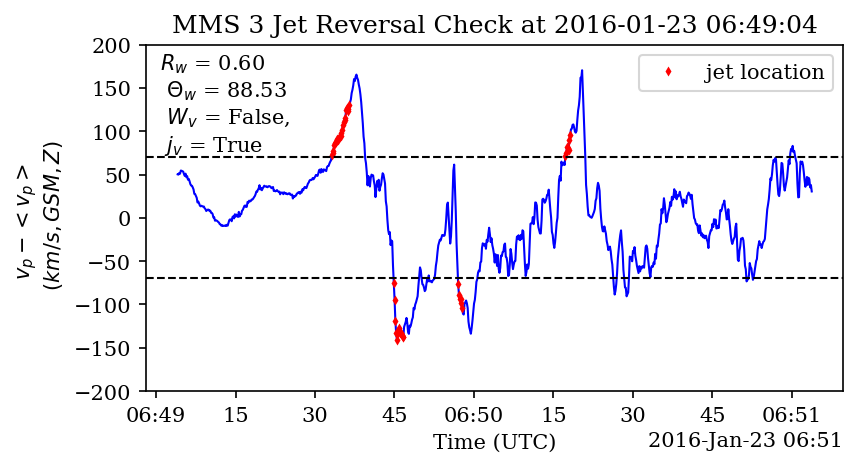 MMS 3 Jet Reversal Check at 2016-01-23 06:49:04
R_w = 0.60
Θ_w = 88.53
W_v = False,
j_v = True
jet location
v_p − < v_p >
(km/s, GSM, Z)
200
150
100
50
0
−50
−100
−150
−200
06:49 15 30 45 06:50 15 30 45 06:51
Time (UTC)
2016-Jan-23 06:51